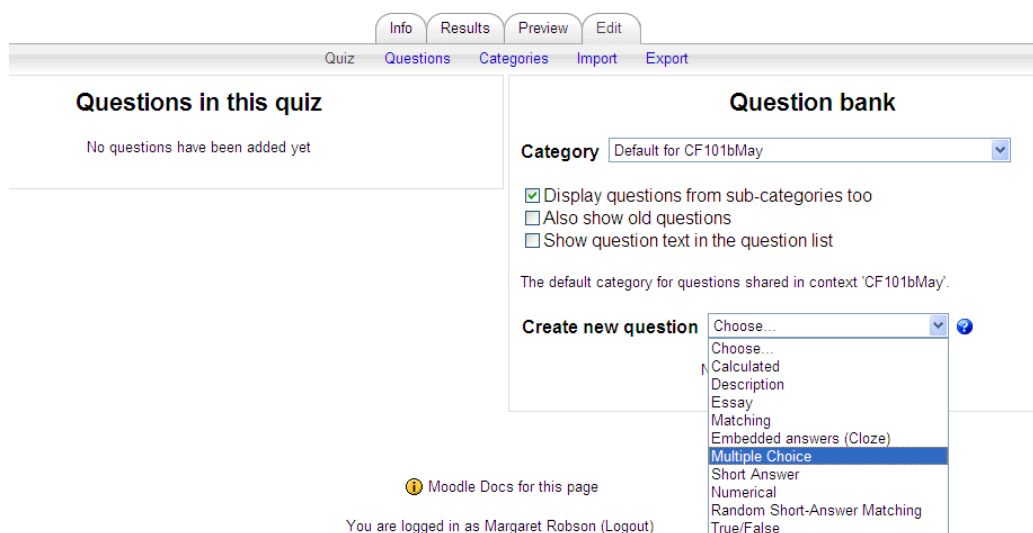 Info Results Preview Edit
Quiz Questions Categories Import Export
Questions in this quiz
No questions have been added yet
Question bank
Category Default for CF101bMay
Display questions from sub-categories too
Also show old questions
Show question text in the question list
The default category for questions shared in context 'CF101bMay'.
Create new question Choose...
Choose...
Calculated
Description
Essay
Matching
Embedded answers (Cloze)
Multiple Choice
Short Answer
Numerical
Random Short-Answer Matching
True/False
Moodle Docs for this page
You are logged in as Margaret Robson (Logout)